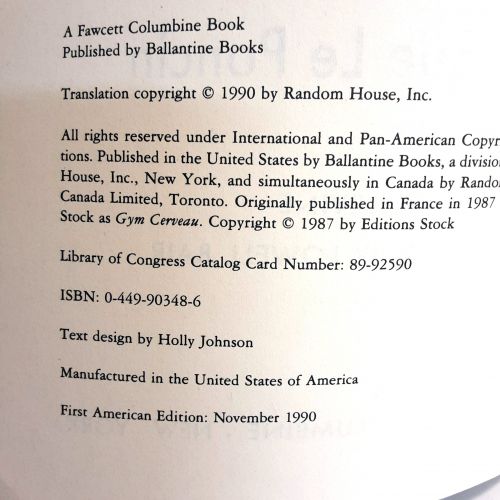 A Fawcett Columbine Book
Published by Ballantine Books
Translation copyright © 1990 by Random House, Inc.
All rights reserved under International and Pan-American Copyr
tions. Published in the United States by Ballantine Books, a divisio
House, Inc., New York, and simultaneously in Canada by Rando
Canada Limited, Toronto. Originally published in France in 1987
Stock as Gym Cerveau. Copyright © 1987 by Editions Stock
Library of Congress Catalog Card Number: 89-92590
ISBN: 0-449-90348-6
Text design by Holly Johnson
Manufactured in the United States of America
First American Edition: November 1990